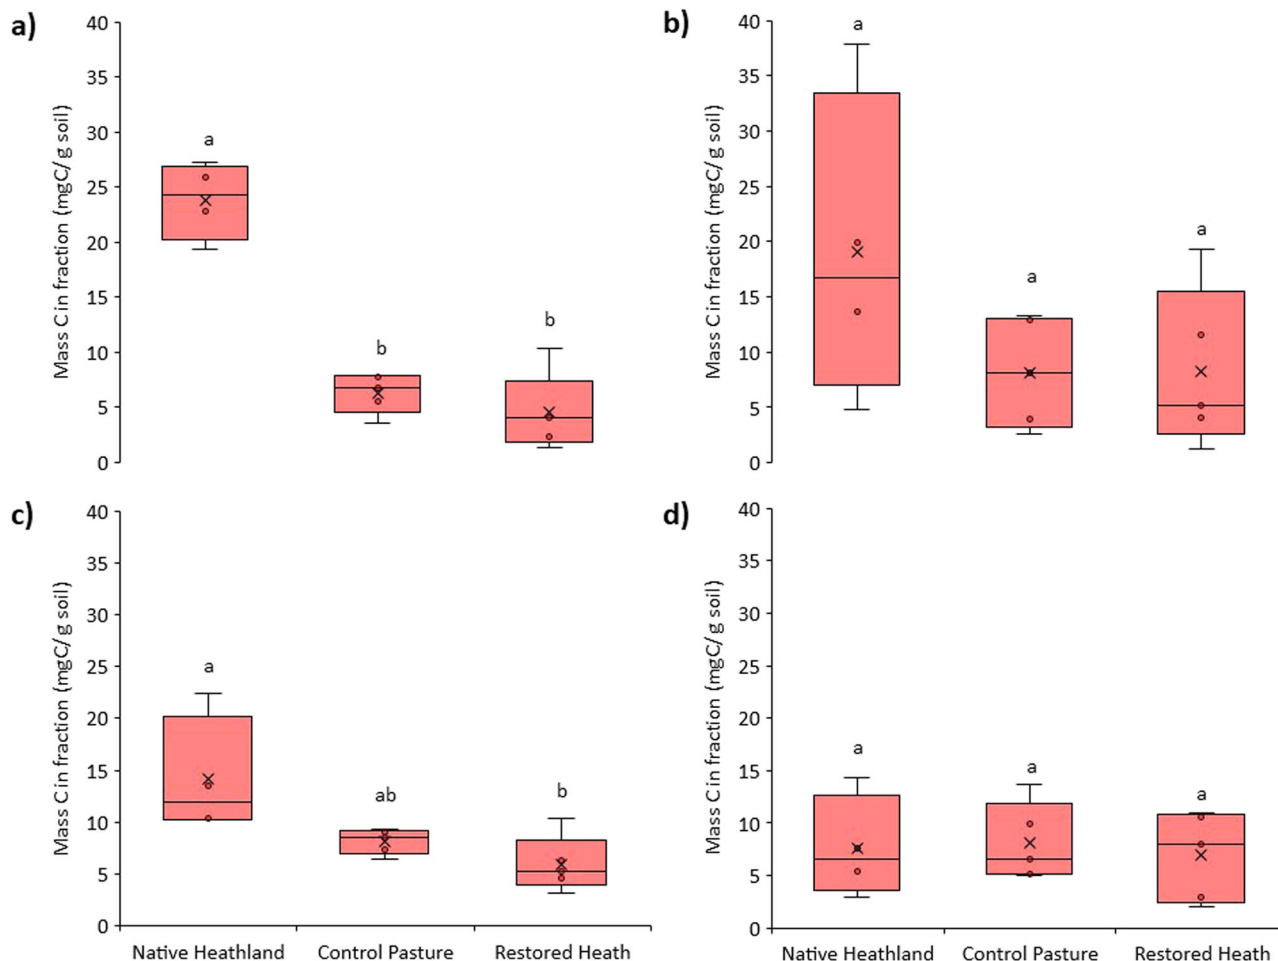 a)
Mass C in fraction (mgC/g soil)
40
35
30
25
20
15
10
5
0
a
b
b
b)
Mass C in fraction (mgC/g soil)
40
35
30
25
20
15
10
5
0
a
a
a
c)
Mass C in fraction (mgC/g soil)
40
35
30
25
20
15
10
5
0
a
ab
b
Native Heathland
Control Pasture
Restored Heath
d)
Mass C in fraction (mgC/g soil)
40
35
30
25
20
15
10
5
0
a
a
a
Native Heathland
Control Pasture
Restored Heath